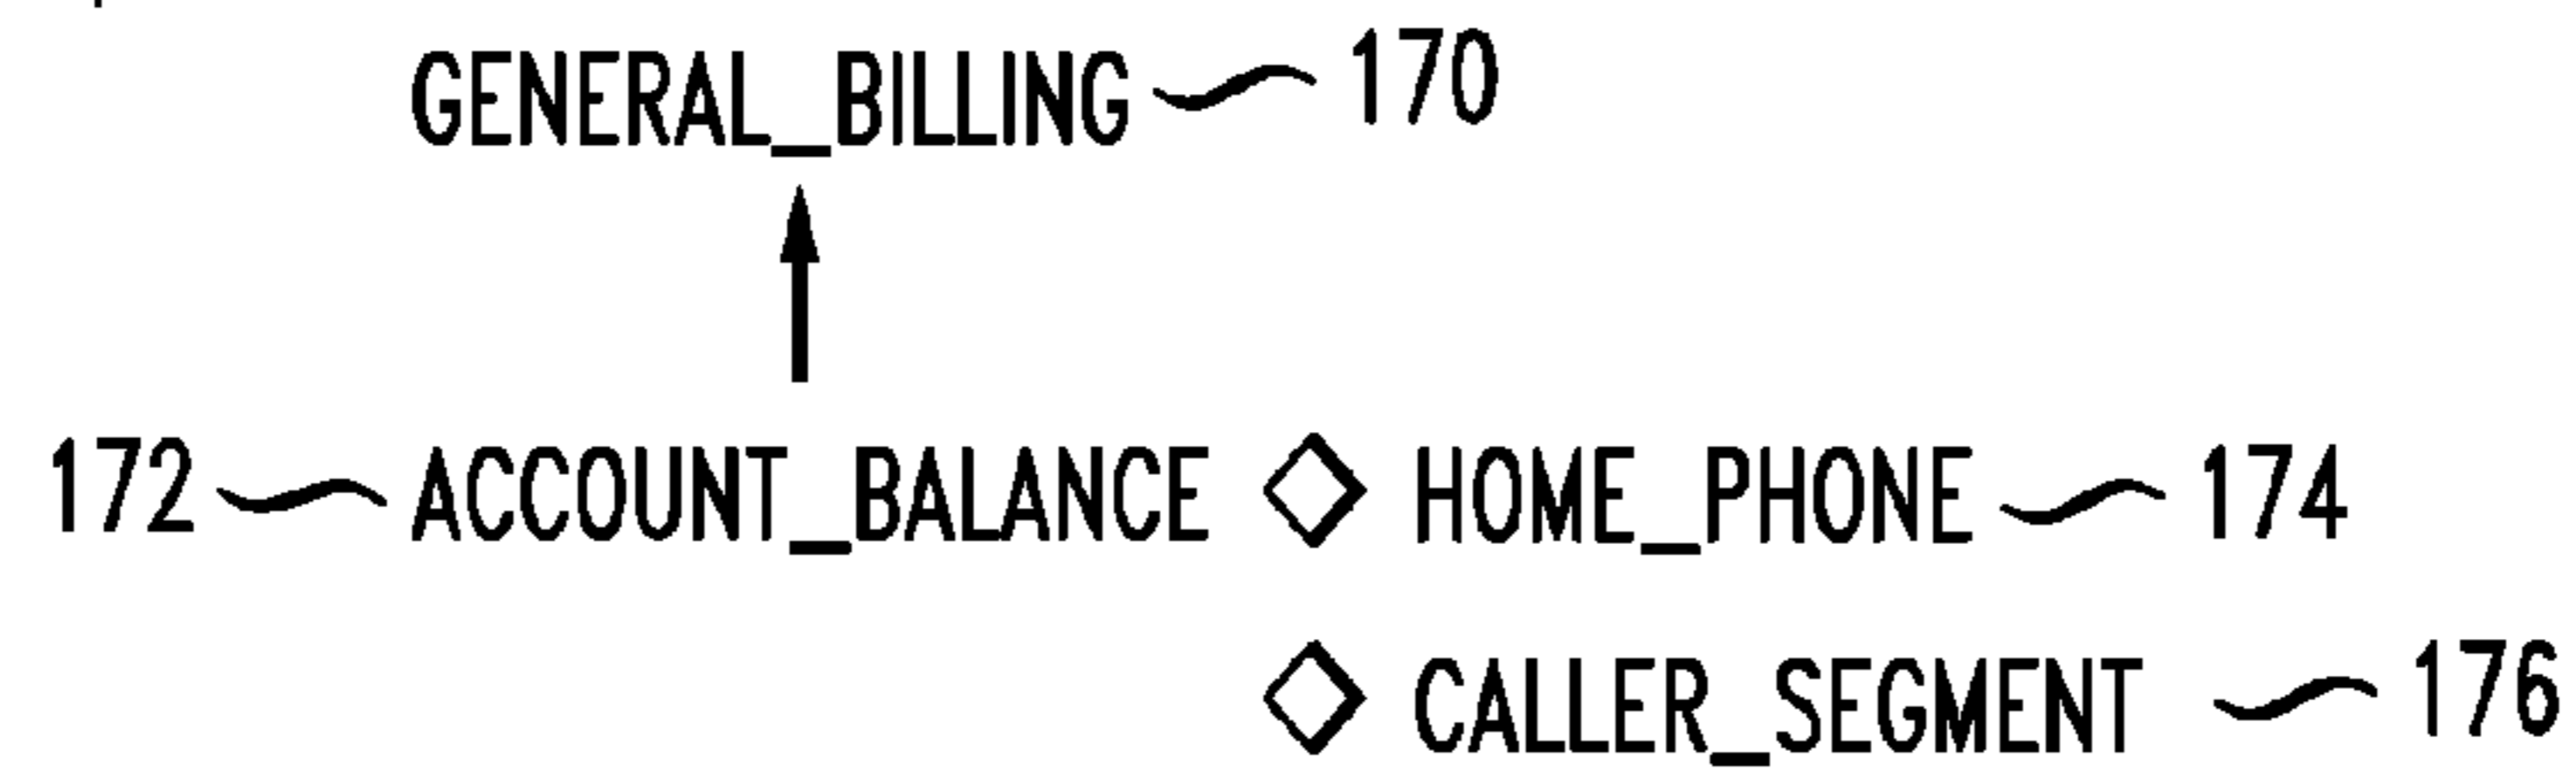 GENERAL_BILLING 170
172 ACCOUNT_BALANCE ◇ HOME_PHONE 174
◇ CALLER_SEGMENT 176